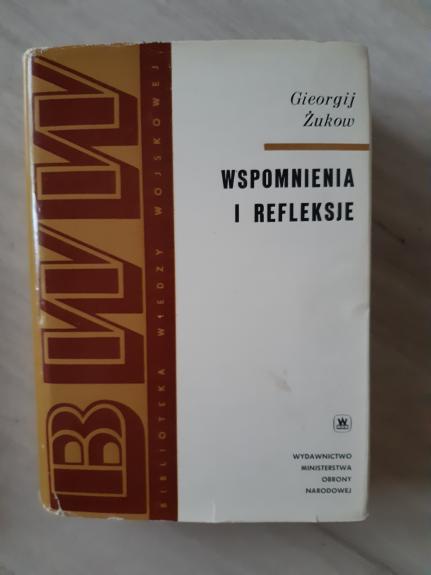 Gieorgij
Żukow
WSPOMNIENIA
I REFLEKSJE
WYDAWNICTWO
MINISTERSTWA
OBRONY
NARODOWEJ
BIBLIOTEKA WIEDZY WOJSKOWEJ
BWW